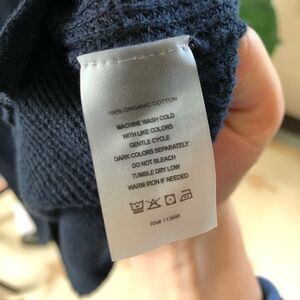 100% ORGANIC COTTON
MACHINE WASH COLD
WITH LIKE COLORS
GENTLE CYCLE
DARK COLORS SEPARATELY
DO NOT BLEACH
TUMBLE DRY LOW
WARM IRON IF NEEDED
RN#